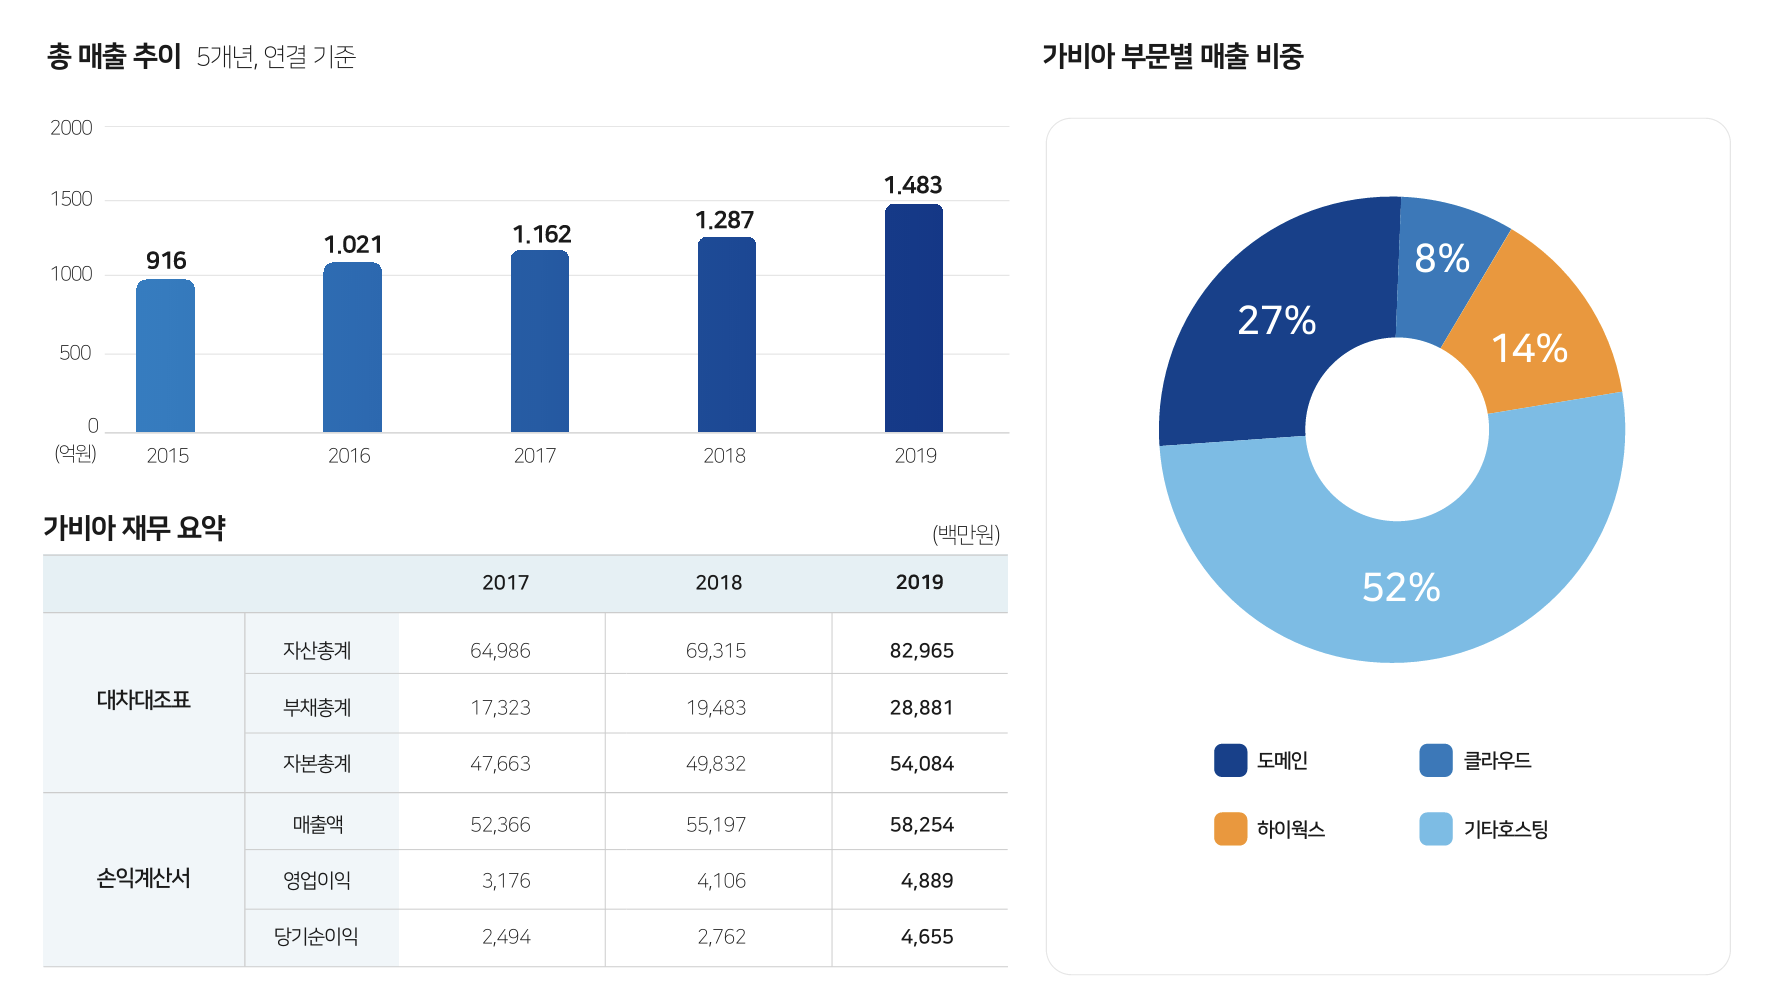 총 매출 추이 5개년, 연결 기준
2000
1500
1000
500
0
(억원)
916
1.021
1.162
1.287
1.483
2015 2016 2017 2018 2019
가비아 재무 요약 (백만원)
2017 2018 2019
대차대조표
자산총계 64,986 69,315 82,965
부채총계 17,323 19,483 28,881
자본총계 47,663 49,832 54,084
손익계산서
매출액 52,366 55,197 58,254
영업이익 3,176 4,106 4,889
당기순이익 2,494 2,762 4,655
가비아 부문별 매출 비중
8%
27%
14%
52%
도메인 클라우드
하이웍스 기타호스팅